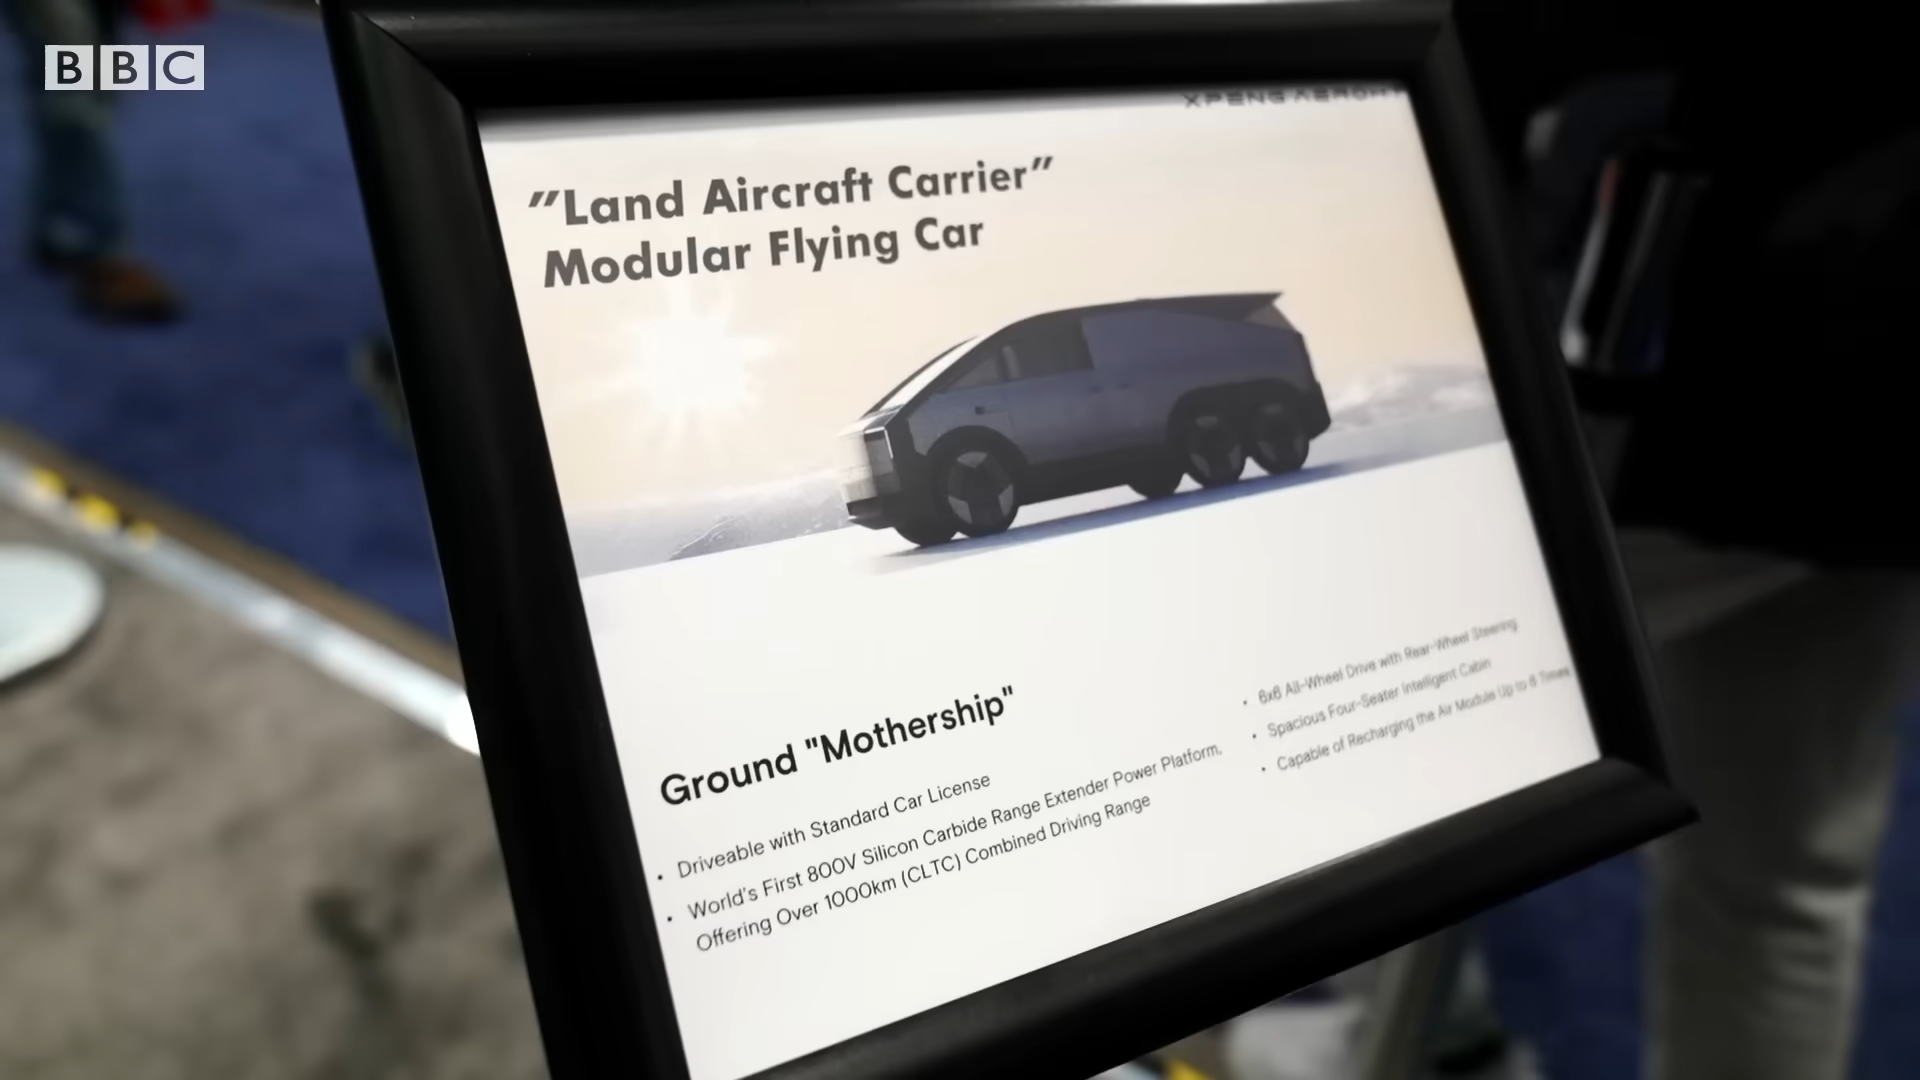 BBC
XPENG AEROHT
"Land Aircraft Carrier"
Modular Flying Car
Ground "Mothership"
• Driveable with Standard Car License
• World's First 800V Silicon Carbide Range Extender Power Platform,
Offering Over 1000km (CLTC) Combined Driving Range
• 6x6 All-Wheel Drive with Rear-Wheel Steering
• Spacious Four-Seater Intelligent Cabin
• Capable of Recharging the Air Module Up to 6 Times